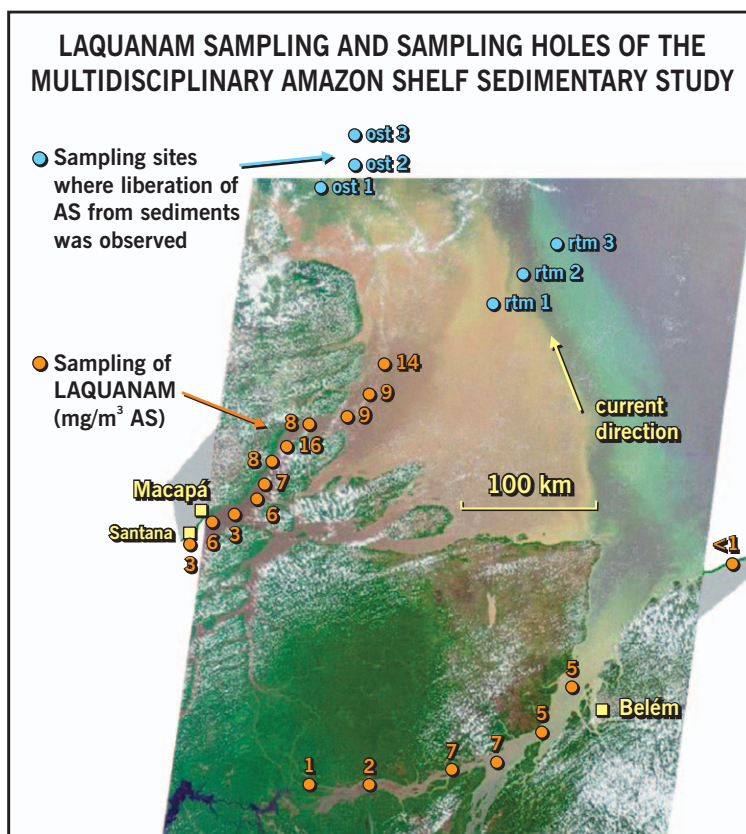 LAQUANAM SAMPLING AND SAMPLING HOLES OF THE
MULTIDISCIPLINARY AMAZON SHELF SEDIMENTARY STUDY
Sampling sites
where liberation of
AS from sediments
was observed
ost 3
ost 2
ost 1
rtm 3
rtm 2
rtm 1
Sampling of
LAQUANAM
(mg/m³ AS)
14
9
9
8
16
8
7
6
current
direction
100 km
Macapá
Santana
3
6
3
<1
5
Belém
5
7
7
2
1